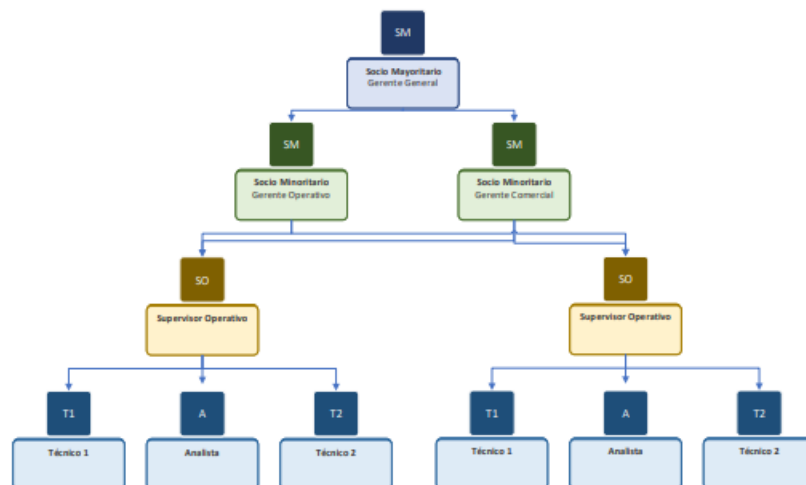 SM
Socio Mayoritario
Gerente General
SM
SM
Socio Minoritario
Gerente Operativo
Socio Minoritario
Gerente Comercial
SO
SO
Supervisor Operativo
Supervisor Operativo
T1
A
T2
T1
A
T2
Técnico 1
Analista
Técnico 2
Técnico 1
Analista
Técnico 2